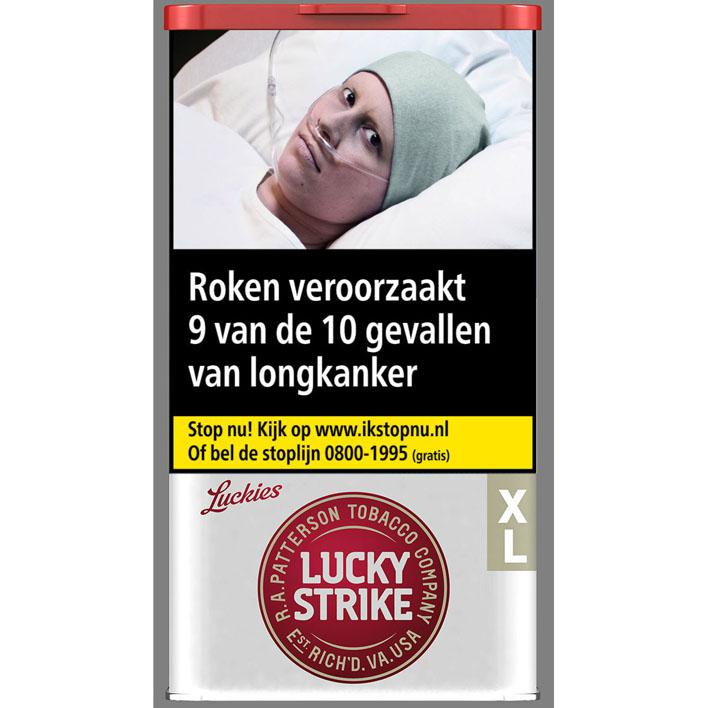 Roken veroorzaakt
9 van de 10 gevallen
van longkanker
Stop nu! Kijk op www.ikstopnu.nl
Of bel de stoplijn 0800-1995 (gratis)
Luckies
X
L
R.A.PATTERSON TOBACCO COMPANY
LUCKY
STRIKE
EST. RICH'D. VA. USA